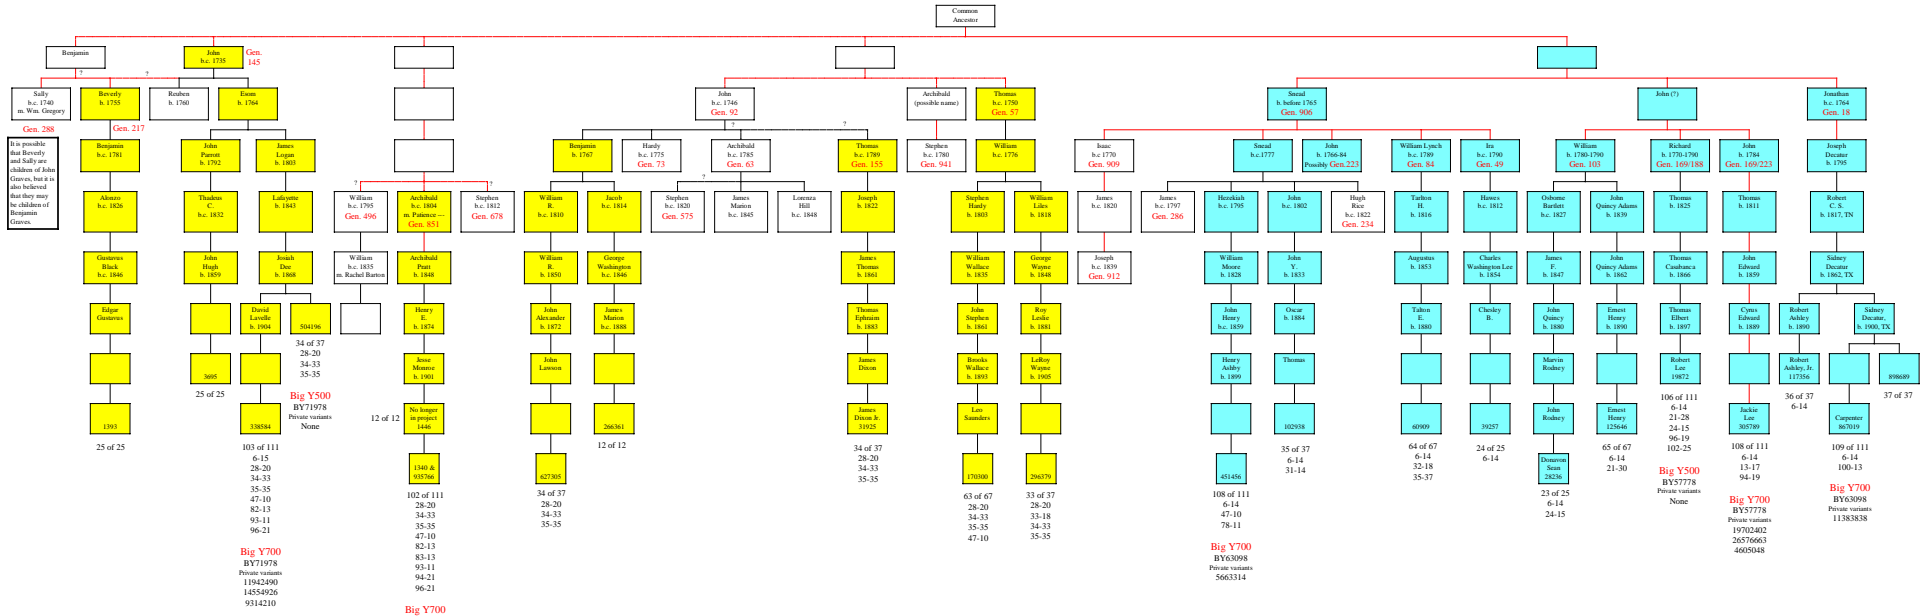 Common
Ancestor
Benjamin
John
b.c. 1735
Gen.
145
?
?
Sally
b.c. 1740
m. Wm. Gregory
Gen. 288
Beverly
b. 1755
Gen. 217
Reuben
b. 1760
Esom
b. 1764
John
b.c. 1746
Gen. 92
Archibald
(possible name)
Thomas
b.c. 1750
Gen. 57
Snead
b. before 1765
Gen. 906
John (?)
Jonathan
b.c. 1764
Gen. 18
It is possible
that Beverly
and Sally are
children of John
Graves, but it is
also believed
that they may
be children of
Benjamin
Graves.
Benjamin
b.c. 1781
John
Parrott
b. 1792
James
Logan
b. 1803
?
?
Benjamin
b. 1767
Hardy
b.c. 1775
Gen. 73
Archibald
b.c. 1785
Gen. 63
Thomas
b.c. 1789
Gen. 155
Stephen
b.c. 1780
Gen. 941
William
b.c. 1776
Isaac
b.c 1770
Gen. 909
Snead
b.c.1777
John
b. 1766-84
Possibly Gen.223
William Lynch
b.c. 1789
Gen. 84
Ira
b.c. 1790
Gen. 49
William
b. 1780-1790
Gen. 103
Richard
b. 1770-1790
Gen. 169/188
John
b. 1784
Gen. 169/223
Joseph
Decatur
b. 1795
Alonzo
b.c. 1826
Thadeus
C.
b.c. 1832
Lafayette
b. 1843
?
?
William
b. 1795
Gen. 496
Archibald
b.c. 1804
m. Patience ---
Gen. 851
Stephen
b. 1812
Gen. 678
William
R.
b.c. 1810
Jacob
b.c. 1814
?
Stephen
b. 1820
Gen. 575
James
Marion
b.c. 1845
Lorenza
Hill
b.c. 1848
Joseph
b. 1822
Stephen
Hardy
b. 1803
William
Liles
b. 1818
James
b.c. 1820
James
b. 1797
Gen. 286
Hezekiah
b.c. 1795
John
b.c. 1802
Hugh
Rice
b.c. 1822
Gen. 234
Tarlton
H.
b. 1816
Hawes
b.c. 1812
Osborne
Bartlett
b.c. 1827
John
Quincy Adams
b. 1839
Thomas
b. 1825
Thomas
b. 1811
Robert
C. S.
b. 1817, TN
Gustavus
Black
b.c. 1846
John
Hugh
b. 1859
Josiah
Dee
b. 1868
William
b.c. 1835
m. Rachel Barton
Archibald
Pratt
b. 1848
William
R.
b. 1850
George
Washington
b.c. 1846
James
Thomas
b. 1861
William
Wallace
b. 1835
George
Wayne
b. 1848
Joseph
b.c. 1839
Gen. 912
William
Moore
b. 1828
John
Y.
b. 1833
Augustus
b. 1853
Charles
Washington Lee
b. 1854
James
F.
b. 1847
John
Quincy Adams
b. 1862
Thomas
Casabanca
b. 1866
John
Edward
b. 1859
Sidney
Decatur
b. 1862, TX
Edgar
Gustavus
David
Lavelle
b. 1904
504196
34 of 37
28-20
34-33
35-35
Big Y500
BY71978
Private variants
None
Henry
E.
b. 1874
John
Alexander
b. 1872
James
Marion
b.c. 1888
Thomas
Ephraim
b. 1883
John
Stephen
b. 1861
Roy
Leslie
b. 1881
John
Henry
b.c. 1859
Oscar
b. 1884
Talton
E.
b. 1880
Chesley
B.
John
Quincy
b. 1880
Ernest
Henry
b. 1890
Thomas
Elbert
b. 1897
Cyrus
Edward
b. 1889
Robert
Ashley
b. 1890
Sidney
Decatur,
b. 1900, TX
3695
25 of 25
Jesse
Monroe
b. 1901
John
Lawson
James
Dixon
Brooks
Wallace
b. 1893
LeRoy
Wayne
b. 1905
Henry
Ashby
b. 1899
Thomas
Marvin
Rodney
Robert
Lee
19872
Robert
Ashley, Jr.
117356
36 of 37
6-14
898689
37 of 37
1393
25 of 25
338584
103 of 111
6-15
28-20
34-33
35-35
47-10
82-13
93-11
96-21
Big Y700
BY71978
Private variants
11942490
14554926
9314210
12 of 12
No longer
in project
1446
1340 &
935766
102 of 111
28-20
34-33
35-35
47-10
82-13
83-13
93-11
94-21
96-21
Big Y700
627305
34 of 37
28-20
34-33
35-35
266361
12 of 12
James
Dixon Jr.
31925
34 of 37
28-20
34-33
35-35
Leo
Saunders
170300
63 of 67
28-20
34-33
35-35
47-10
296379
33 of 37
28-20
33-18
34-33
35-35
451456
108 of 111
6-14
47-10
78-11
Big Y700
BY63098
Private variants
5663314
102938
35 of 37
6-14
31-14
60909
64 of 67
6-14
32-18
35-37
39257
24 of 25
6-14
John
Rodney
Donavon
Sean
28236
23 of 25
6-14
24-15
Ernest
Henry
125646
65 of 67
6-14
21-30
106 of 111
6-14
21-28
24-15
96-19
102-25
Big Y500
BY57778
Private variants
None
Jackie
Lee
305789
108 of 111
6-14
13-17
94-19
Big Y700
BY57778
Private variants
19702402
26576663
4605048
Carpenter
867019
109 of 111
6-14
100-13
Big Y700
BY63098
Private variants
11383838